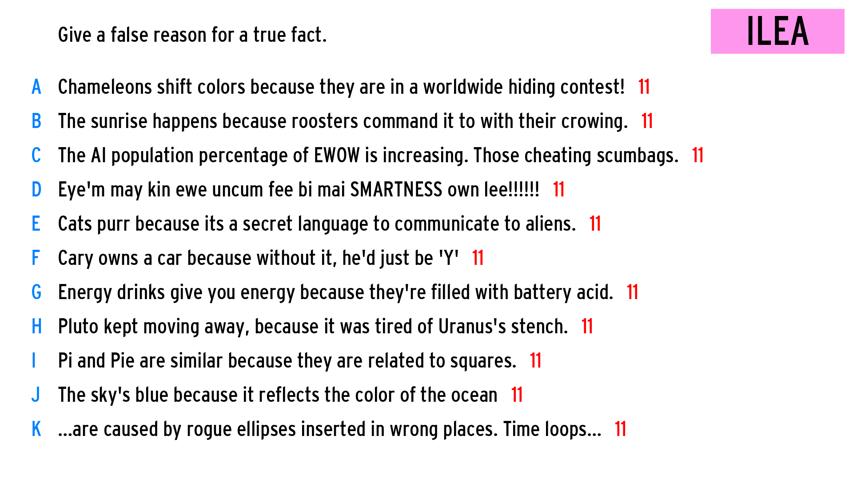 Give a false reason for a true fact.
ILEA
A Chameleons shift colors because they are in a worldwide hiding contest! 11
B The sunrise happens because roosters command it to with their crowing. 11
C The AI population percentage of EWOW is increasing. Those cheating scumbags. 11
D Eye'm may kin ewe uncum fee bi mai SMARTNESS own lee!!!!!! 11
E Cats purr because its a secret language to communicate to aliens. 11
F Cary owns a car because without it, he'd just be 'Y' 11
G Energy drinks give you energy because they're filled with battery acid. 11
H Pluto kept moving away, because it was tired of Uranus's stench. 11
I Pi and Pie are similar because they are related to squares. 11
J The sky's blue because it reflects the color of the ocean 11
K ...are caused by rogue ellipses inserted in wrong places. Time loops... 11